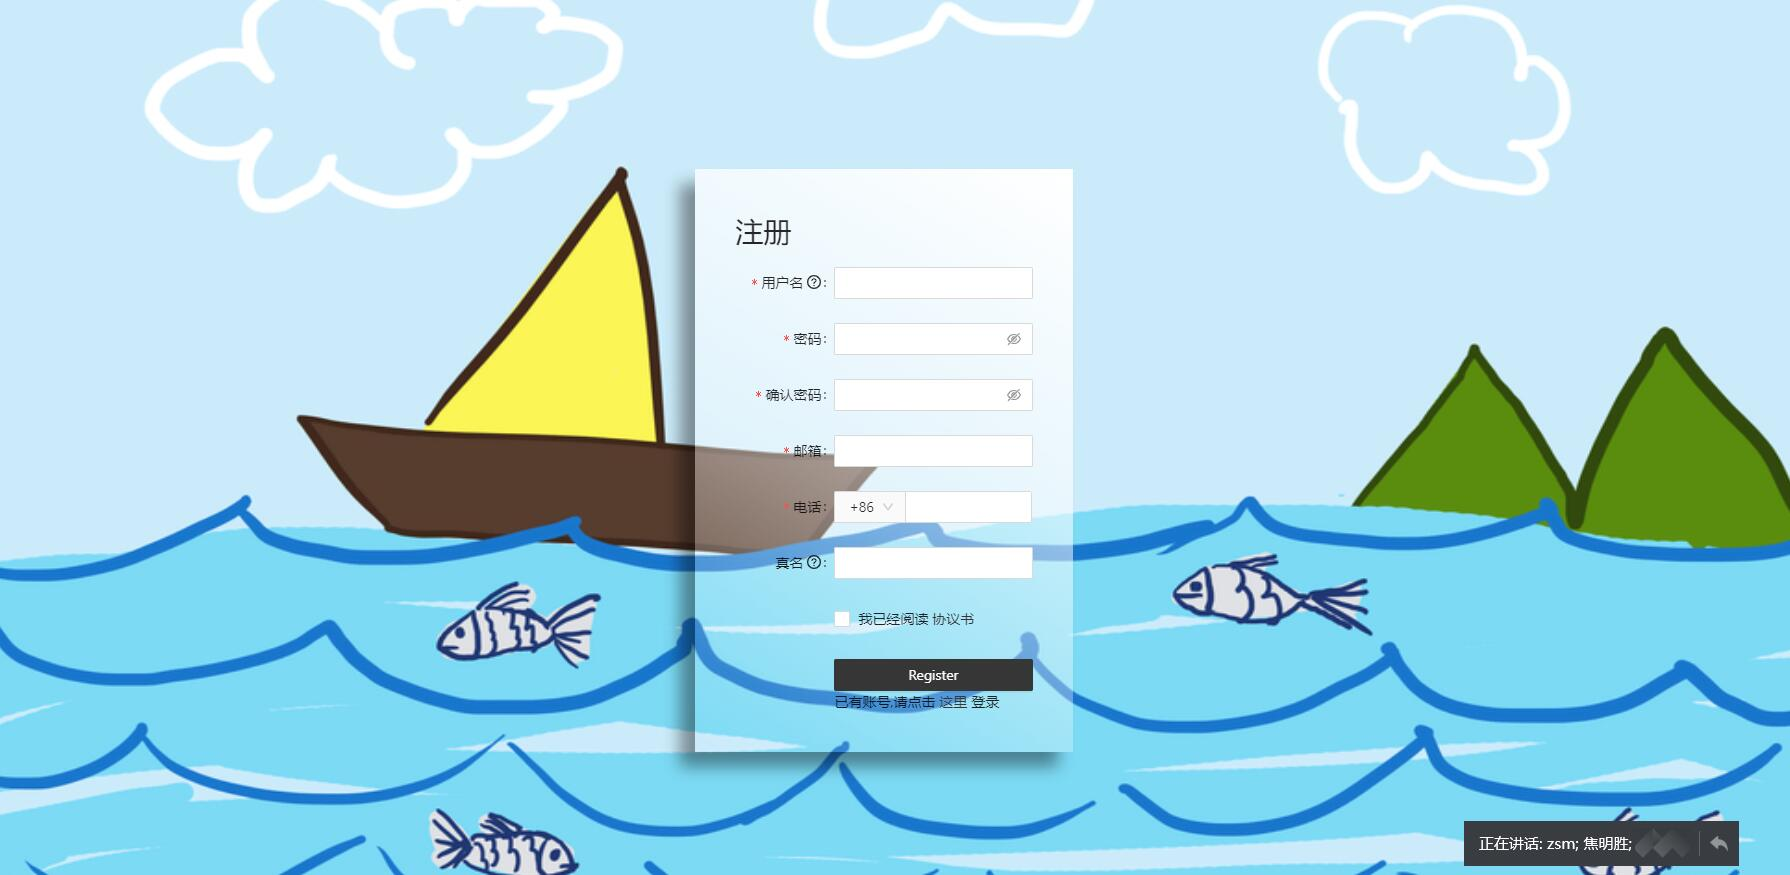 注册
* 用户名 :
* 密码 :
* 确认密码 :
* 邮箱 :
* 电话 : +86
真名 :
我已经阅读 协议书
Register
已有账号,请点击 这里 登录
正在讲话: zsm; 焦明胜;